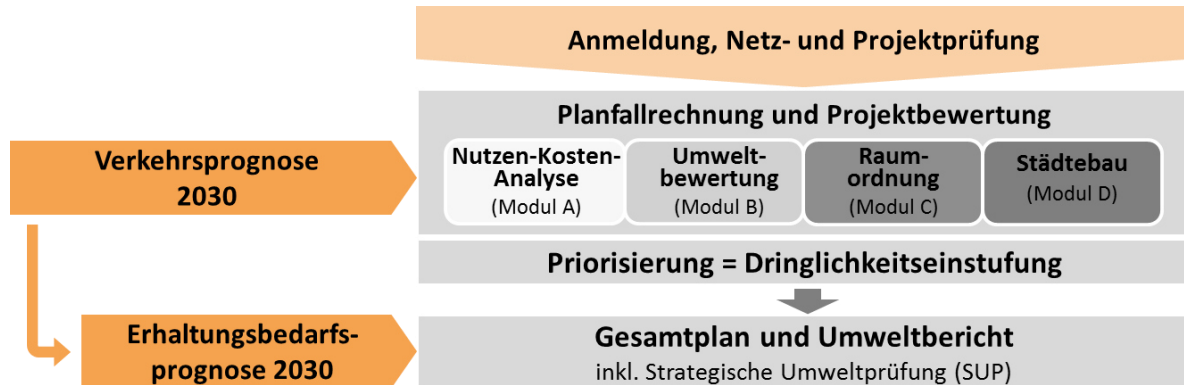 Anmeldung, Netz- und Projektprüfung
Planfallrechnung und Projektbewertung
Verkehrsprognose
2030
Nutzen-Kosten-
Analyse
(Modul A)
Umwelt-
bewertung
(Modul B)
Raum-
ordnung
(Modul C)
Städtebau
(Modul D)
Priorisierung = Dringlichkeitseinstufung
Erhaltungsbedarfs-
prognose 2030
Gesamtplan und Umweltbericht
inkl. Strategische Umweltprüfung (SUP)